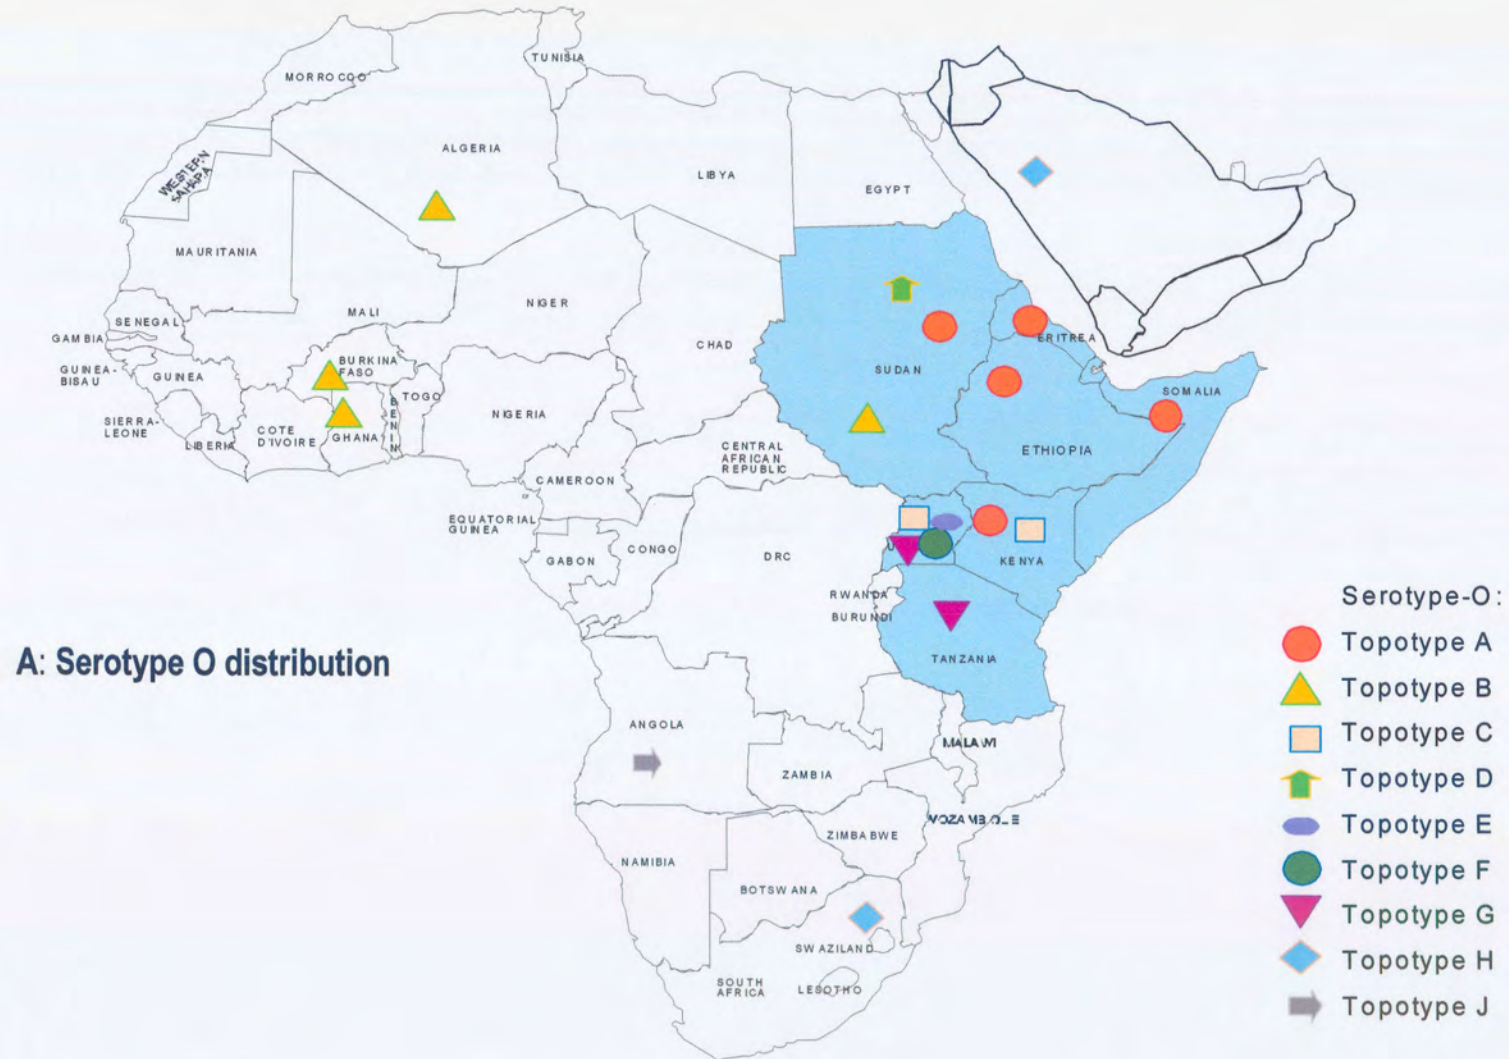 TUNISIA
MORROCOO
ALGERIA
LIBYA
EGYPT
WESTERN
SAHARA
MAURITANIA
MALI
NIGER
CHAD
SUDAN
ERITREA
SENEGAL
GAMBIA
GUINEA-
BISAU
GUINEA
BURKINA
FASO
SIERRA-
LEONE
LIBERIA
COTE
D'IVOIRE
GHANA
BENIN
TOGO
NIGERIA
SOMALIA
ETHIOPIA
CENTRAL
AFRICAN
REPUBLIC
CAMEROON
EQUATORIAL
GUINEA
GABON
CONGO
DRC
U
KENYA
RWANDA
BURUNDI
TANZANIA
A: Serotype O distribution
ANGOLA
ZAMBIA
MALAWI
ZIMBABWE
NAMIBIA
BOTSWANA
SWAZILAND
SOUTH
AFRICA
LESOTHO
Serotype-O:
Topotype A
Topotype B
Topotype C
Topotype D
Topotype E
Topotype F
Topotype G
Topotype H
Topotype J